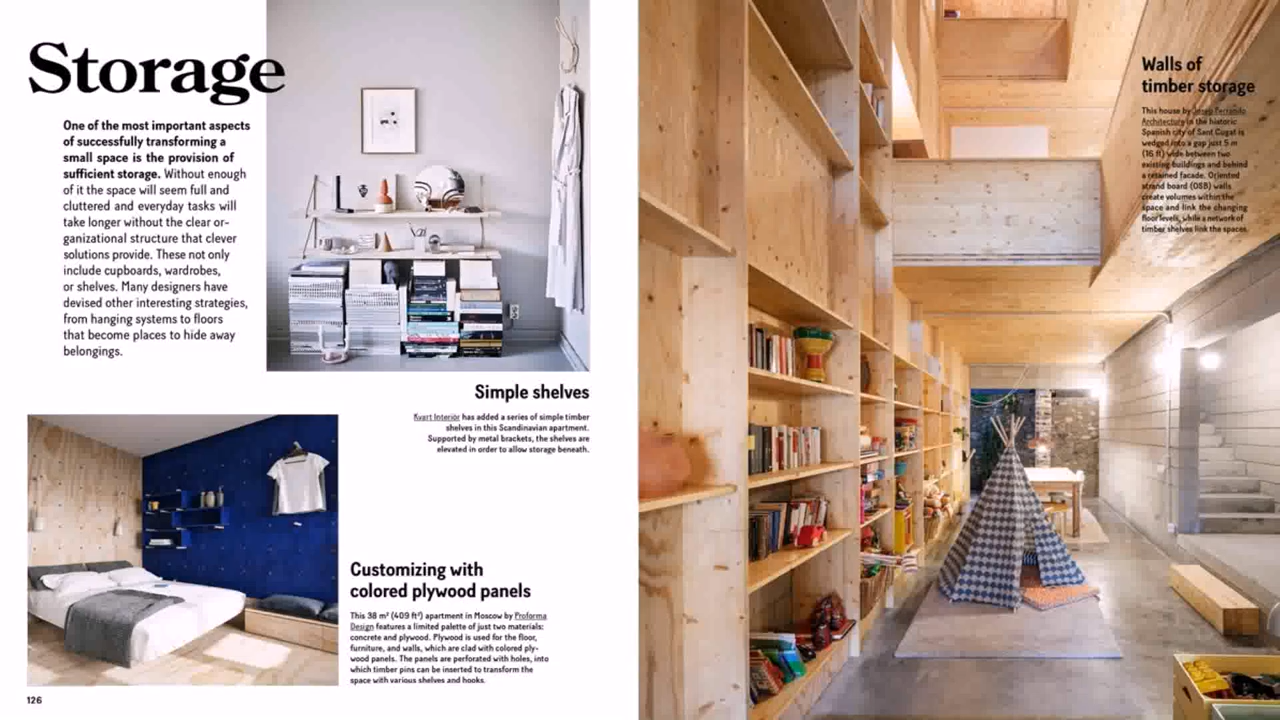 Storage
One of the most important aspects
of successfully transforming a
small space is the provision of
sufficient storage. Without enough
of it the space will seem full and
cluttered and everyday tasks will
take longer without the clear or-
ganizational structure that clever
solutions provide. These not only
include cupboards, wardrobes,
or shelves. Many designers have
devised other interesting strategies,
from hanging systems to floors
that become places to hide away
belongings.
Simple shelves
Kvart Interiör has added a series of simple timber
shelves in this Scandinavian apartment.
Supported by metal brackets, the shelves are
elevated in order to allow storage beneath.
Customizing with
colored plywood panels
This 38 m² (409 ft²) apartment in Moscow by Proforma
Design features a limited palette of just two materials:
concrete and plywood. Plywood is used for the floor,
furniture, and walls, which are clad with colored ply-
wood panels. The panels are perforated with holes, into
which timber pins can be inserted to transform the
space with various shelves and hooks.
126
Walls of
timber storage
This house by Josep Ferrando
Architecture in the historic
Spanish city of Sant Cugat is
wedged into a gap just 5 m
(16 ft) wide between two
existing buildings and behind
a retained facade. Oriented
strand board (OSB) walls
create volumes within the
space and link the changing
floor levels, while a network of
timber shelves link the spaces.